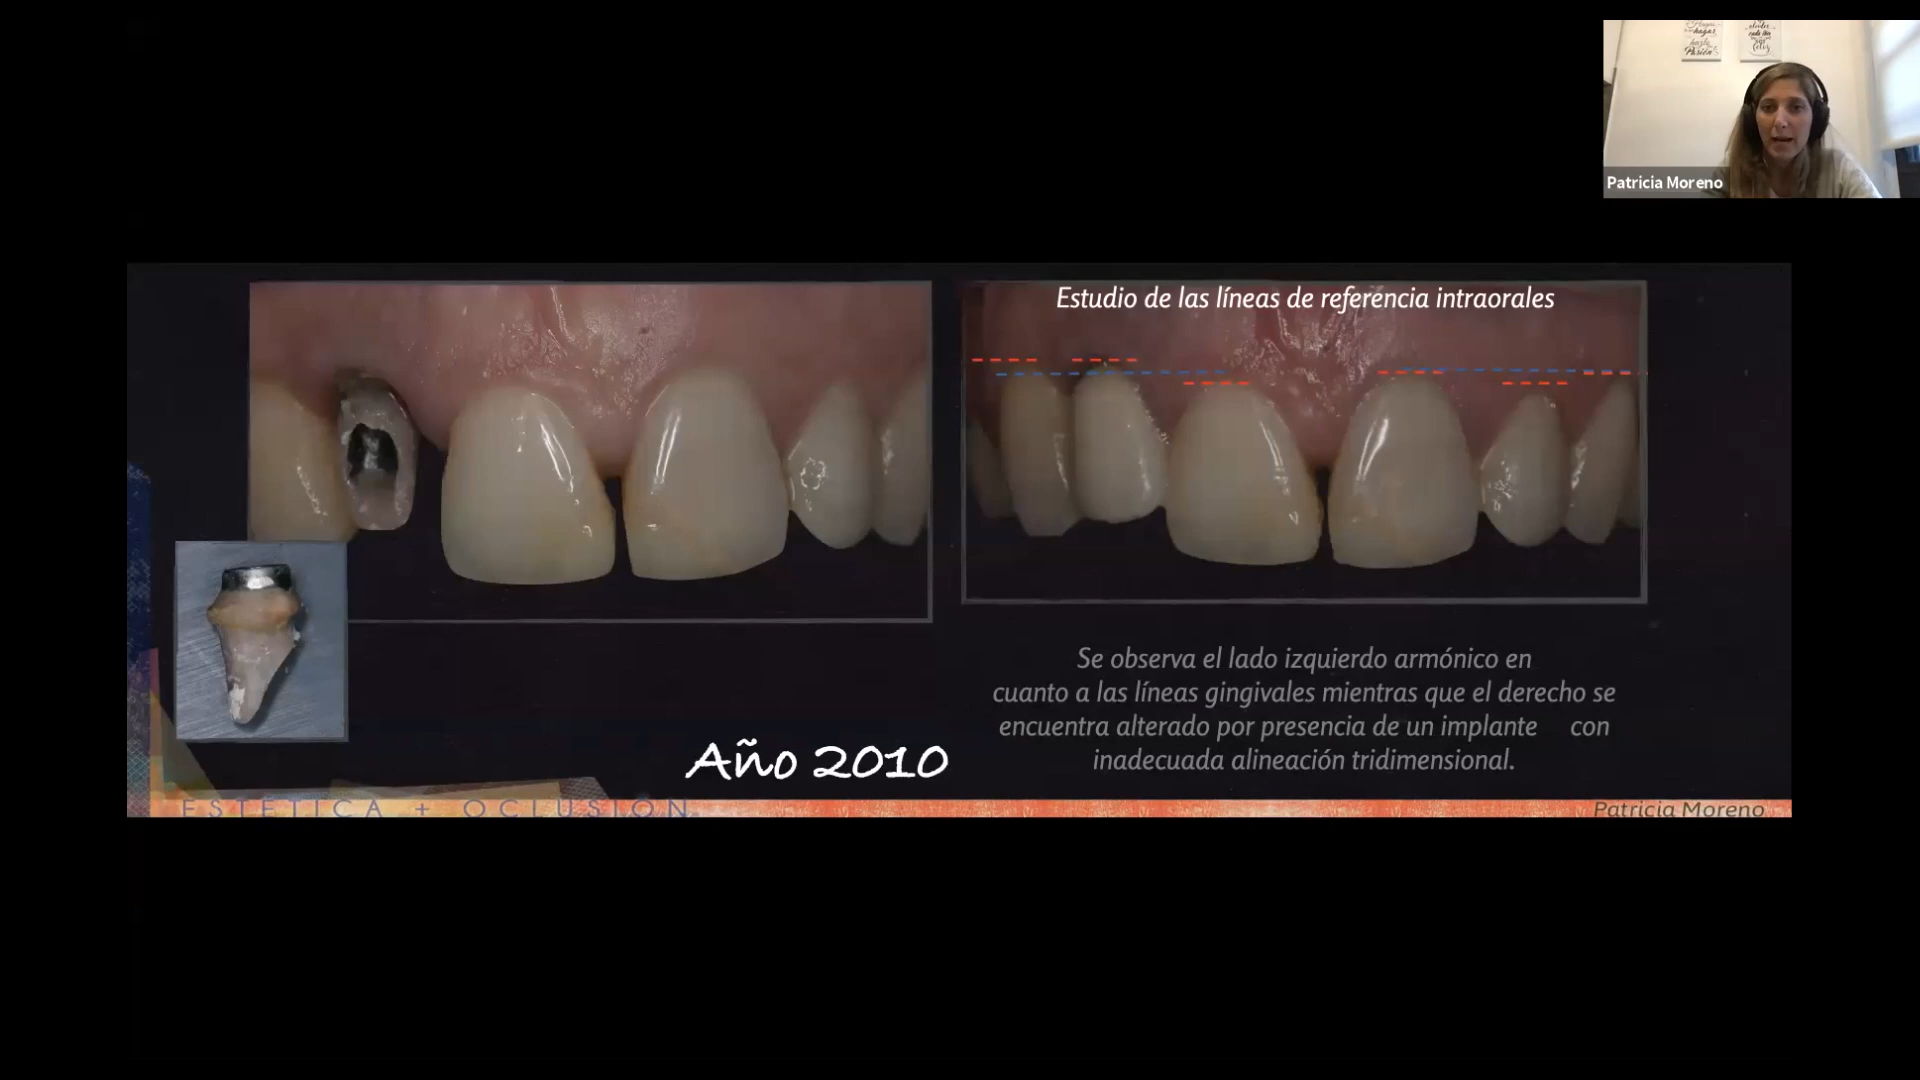 Patricia Moreno
Estudio de las líneas de referencia intraorales
Se observa el lado izquierdo armónico en
cuanto a las líneas gingivales mientras que el derecho se
encuentra alterado por presencia de un implante con
inadecuada alineación tridimensional.
Año 2010
ESTÉTICA + OCLUSIÓN
Patricia Moreno